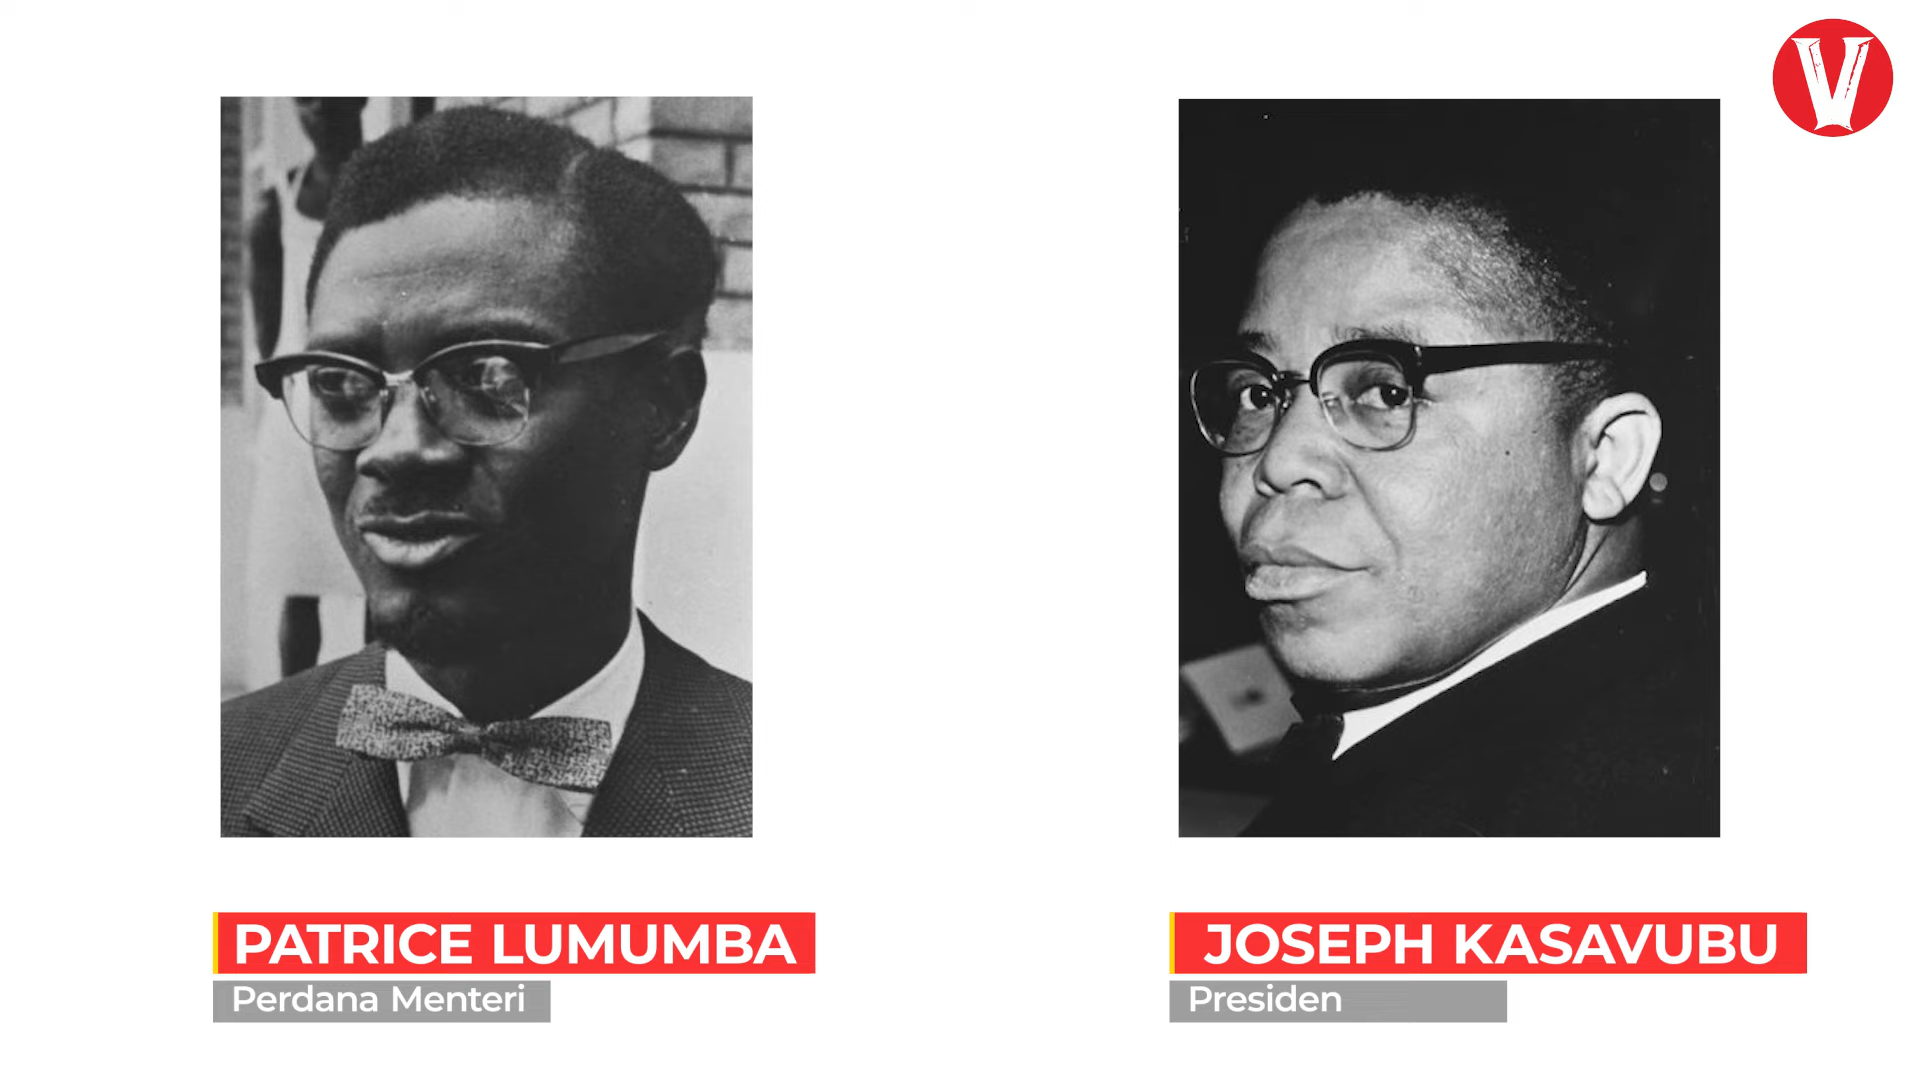 V
PATRICE LUMUMBA
Perdana Menteri
JOSEPH KASAVUBU
Presiden